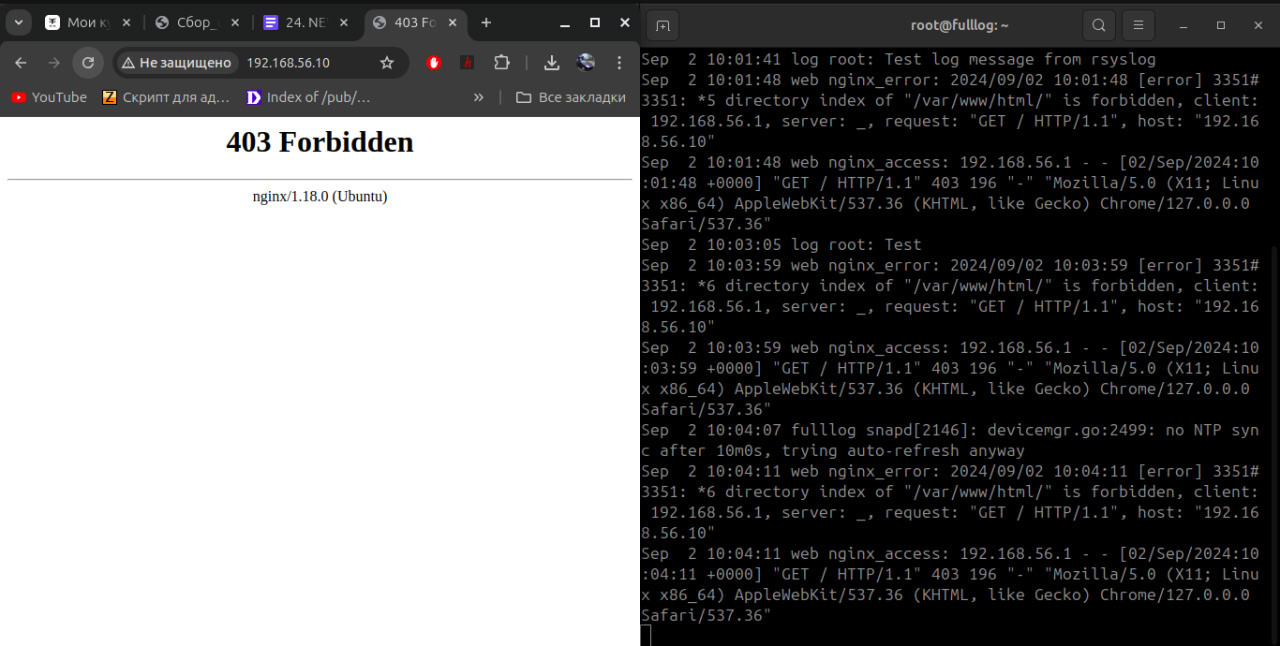 Мои ку
Сбор_
24. NE
403 Fo
Не защищено
192.168.56.10
YouTube
Скрипт для ад...
Index of /pub/...
»
Все закладки
403 Forbidden
nginx/1.18.0 (Ubuntu)
root@fulllog: ~
Sep  2 10:01:41 log root: Test log message from rsyslog
Sep  2 10:01:48 web nginx_error: 2024/09/02 10:01:48 [error] 3351#
3351: *5 directory index of "/var/www/html/" is forbidden, client:
 192.168.56.1, server: _, request: "GET / HTTP/1.1", host: "192.16
8.56.10"
Sep  2 10:01:48 web nginx_access: 192.168.56.1 - - [02/Sep/2024:10
:01:48 +0000] "GET / HTTP/1.1" 403 196 "-" "Mozilla/5.0 (X11; Linu
x x86_64) AppleWebKit/537.36 (KHTML, like Gecko) Chrome/127.0.0.0
Safari/537.36"
Sep  2 10:03:05 log root: Test
Sep  2 10:03:59 web nginx_error: 2024/09/02 10:03:59 [error] 3351#
3351: *6 directory index of "/var/www/html/" is forbidden, client:
 192.168.56.1, server: _, request: "GET / HTTP/1.1", host: "192.16
8.56.10"
Sep  2 10:03:59 web nginx_access: 192.168.56.1 - - [02/Sep/2024:10
:03:59 +0000] "GET / HTTP/1.1" 403 196 "-" "Mozilla/5.0 (X11; Linu
x x86_64) AppleWebKit/537.36 (KHTML, like Gecko) Chrome/127.0.0.0
Safari/537.36"
Sep  2 10:04:07 fulllog snapd[2146]: devicemgr.go:2499: no NTP syn
c after 10m0s, trying auto-refresh anyway
Sep  2 10:04:11 web nginx_error: 2024/09/02 10:04:11 [error] 3351#
3351: *6 directory index of "/var/www/html/" is forbidden, client:
 192.168.56.1, server: _, request: "GET / HTTP/1.1", host: "192.16
8.56.10"
Sep  2 10:04:11 web nginx_access: 192.168.56.1 - - [02/Sep/2024:10
:04:11 +0000] "GET / HTTP/1.1" 403 196 "-" "Mozilla/5.0 (X11; Linu
x x86_64) AppleWebKit/537.36 (KHTML, like Gecko) Chrome/127.0.0.0
Safari/537.36"